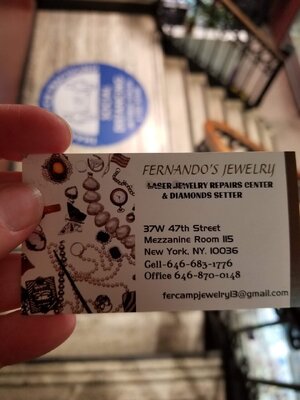 FERNANDO'S JEWELRY
LASER JEWELRY REPAIRS CENTER
& DIAMONDS SETTER
37W 47th Street
Mezzanine Room 115
New York, NY. 10036
Cell-646-683-1776
Office 646-870-0148
fercampjewelry13@gmail.com